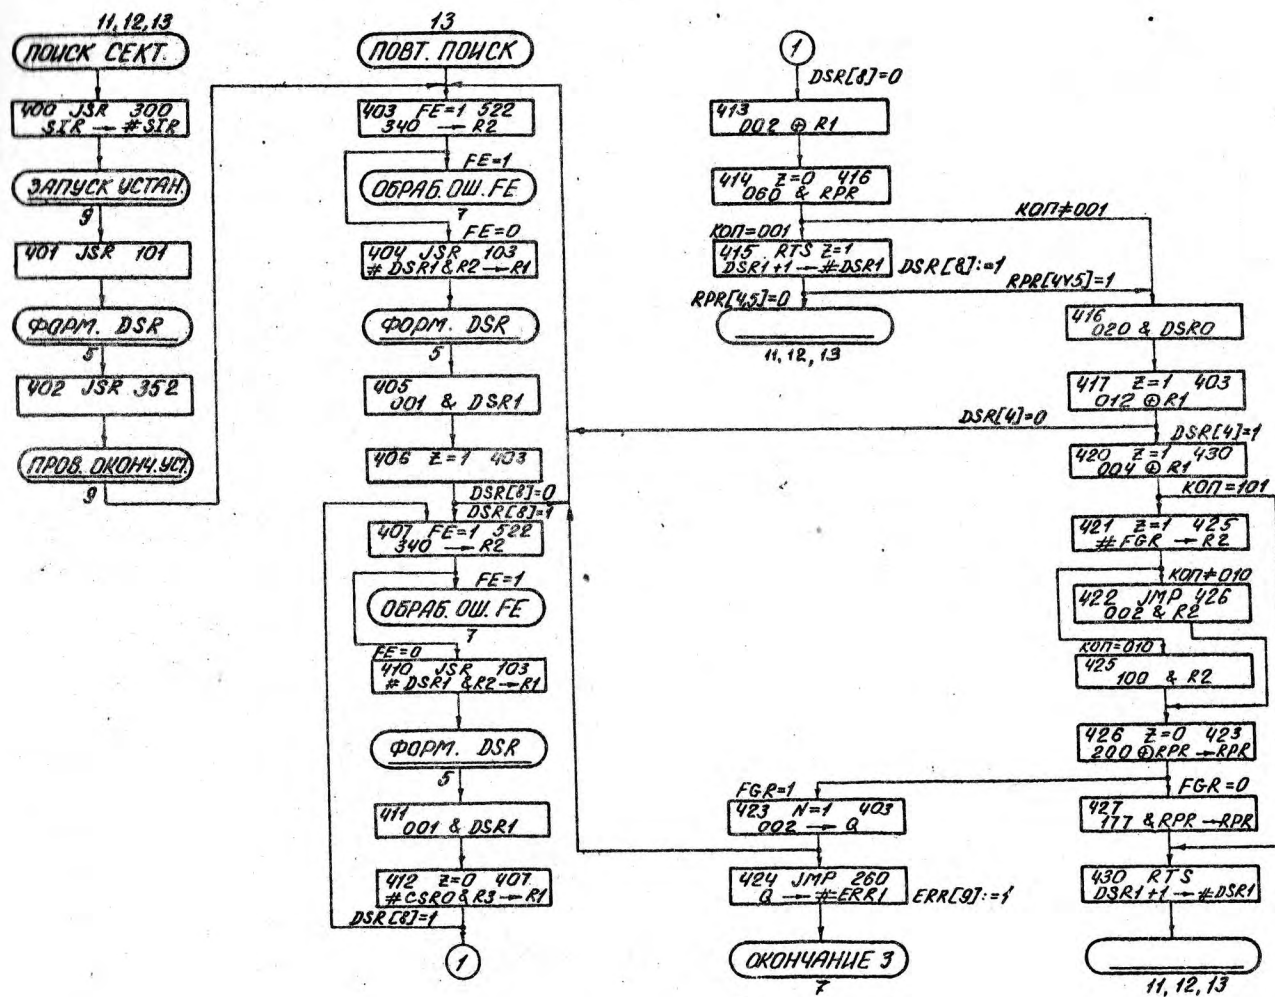 11, 12, 13
ПОИСК СЕКТ.
400 JSR 300
SIR → #SIR
ЗАПУСК УСТАН.
9
401 JSR 101
ФОРМ. DSR
5
402 JSR 352
ПРОВ. ОКОНЧ. УСТ.
9
13
ПОВТ. ПОИСК
403 FE=1 522
340 → R2
FE=1
ОБРАБ. ОШ. FE
7
FE=0
404 JSR 103
# DSR1 & R2 → R1
ФОРМ. DSR
5
405
001 & DSR1
406 Z=1 403
DSR[8]=0
DSR[8]=1
407 FE=1 522
340 → R2
FE=1
ОБРАБ. ОШ. FE
7
FE=0
410 JSR 103
# DSR1 & R2 → R1
ФОРМ. DSR
5
411
001 & DSR1
412 Z=0 407
# CSR0 & R3 → R1
DSR[8]=1
1
1
DSR[8]=0
413
002 ⊕ R1
414 Z=0 416
060 & RPR
КОП≠001
КОП=001
415 RTS Z=1
DSR1+1 → #DSR1
DSR[8]:=1
RPR[4∨5]=1
RPR[4,5]=0
11, 12, 13
416
020 & DSR0
417 Z=1 403
012 ⊕ R1
DSR[4]=0
DSR[4]=1
420 Z=1 430
004 ⊕ R1
КОП=101
421 Z=1 425
# FGR → R2
КОП≠010
422 JMP 426
002 & R2
КОП=010
425
100 & R2
426 Z=0 423
200 ⊕ RPR → RPR
FGR=1
FGR=0
423 N=1 403
002 → Q
427
177 & RPR → RPR
424 JMP 260
Q → #ERR1
ERR[9]:=1
430 RTS
DSR1+1 → #DSR1
ОКОНЧАНИЕ 3
7
11, 12, 13